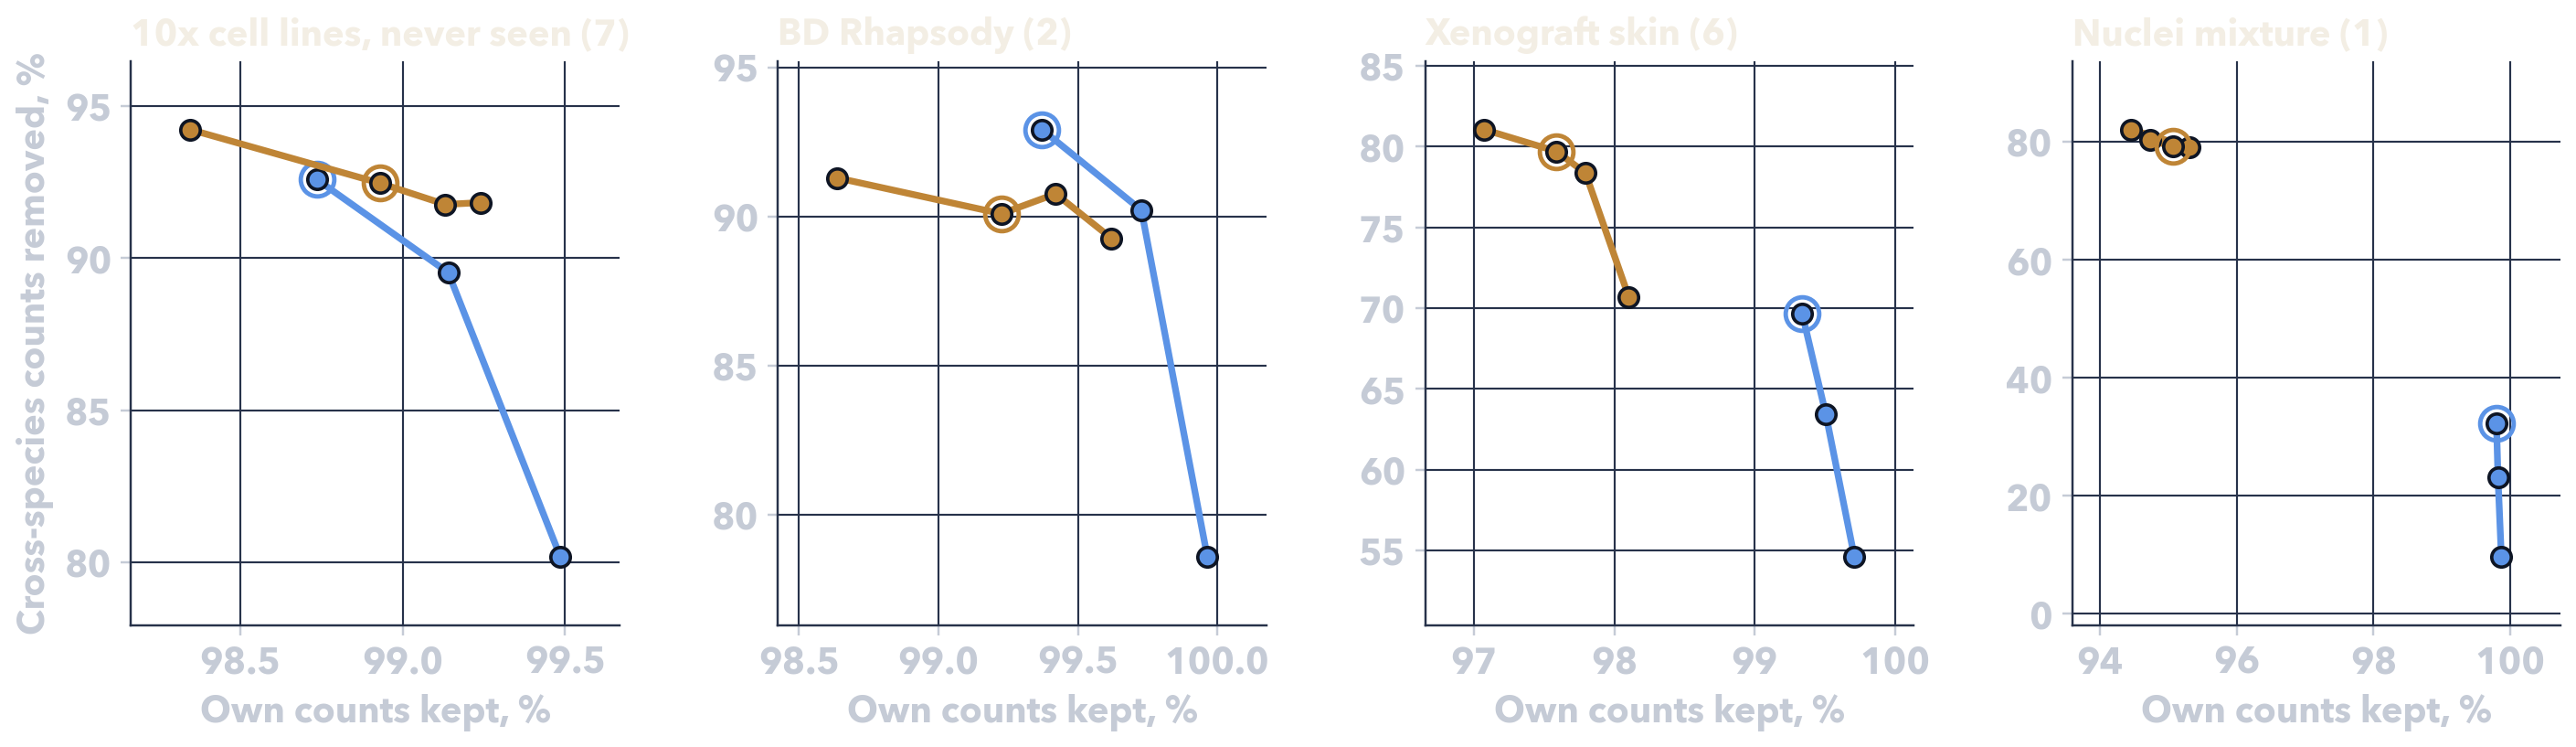 10x cell lines, never seen (7)
Cross-species counts removed, %
95
90
85
80
98.5 99.0 99.5
Own counts kept, %
BD Rhapsody (2)
95
90
85
80
98.5 99.0 99.5 100.0
Own counts kept, %
Xenograft skin (6)
85
80
75
70
65
60
55
97 98 99 100
Own counts kept, %
Nuclei mixture (1)
80
60
40
20
0
94 96 98 100
Own counts kept, %